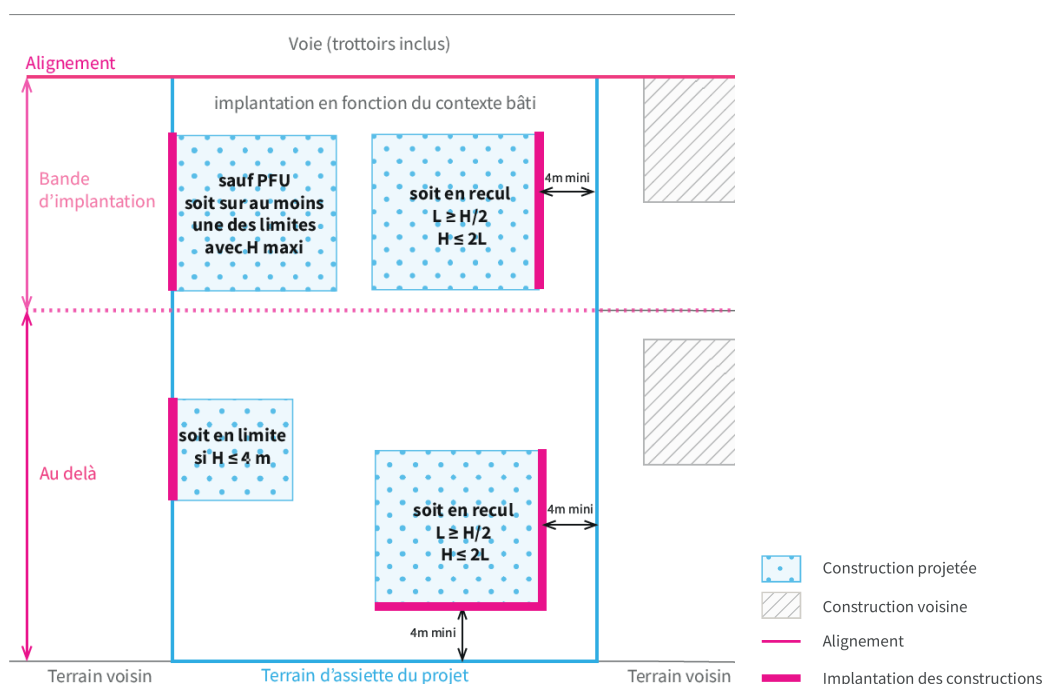 Voie (trottoirs inclus)
Alignement
implantation en fonction du contexte bâti
Bande
d'implantation
sauf PFU
soit sur au moins
une des limites
avec H maxi
soit en recul
L ≥ H/2
H ≤ 2L
4m mini
Au delà
soit en limite
si H ≤ 4 m
soit en recul
L ≥ H/2
H ≤ 2L
4m mini
4m mini
Terrain voisin
Terrain d'assiette du projet
Terrain voisin
Construction projetée
Construction voisine
Alignement
Implantation des constructions